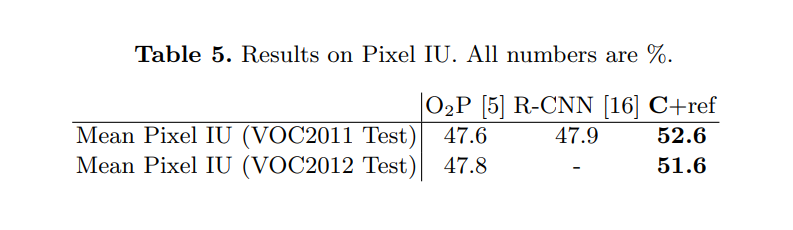 Table 5. Results on Pixel IU. All numbers are %.
O₂P [5] R-CNN [16] C+ref
Mean Pixel IU (VOC2011 Test) 47.6 47.9 52.6
Mean Pixel IU (VOC2012 Test) 47.8 - 51.6